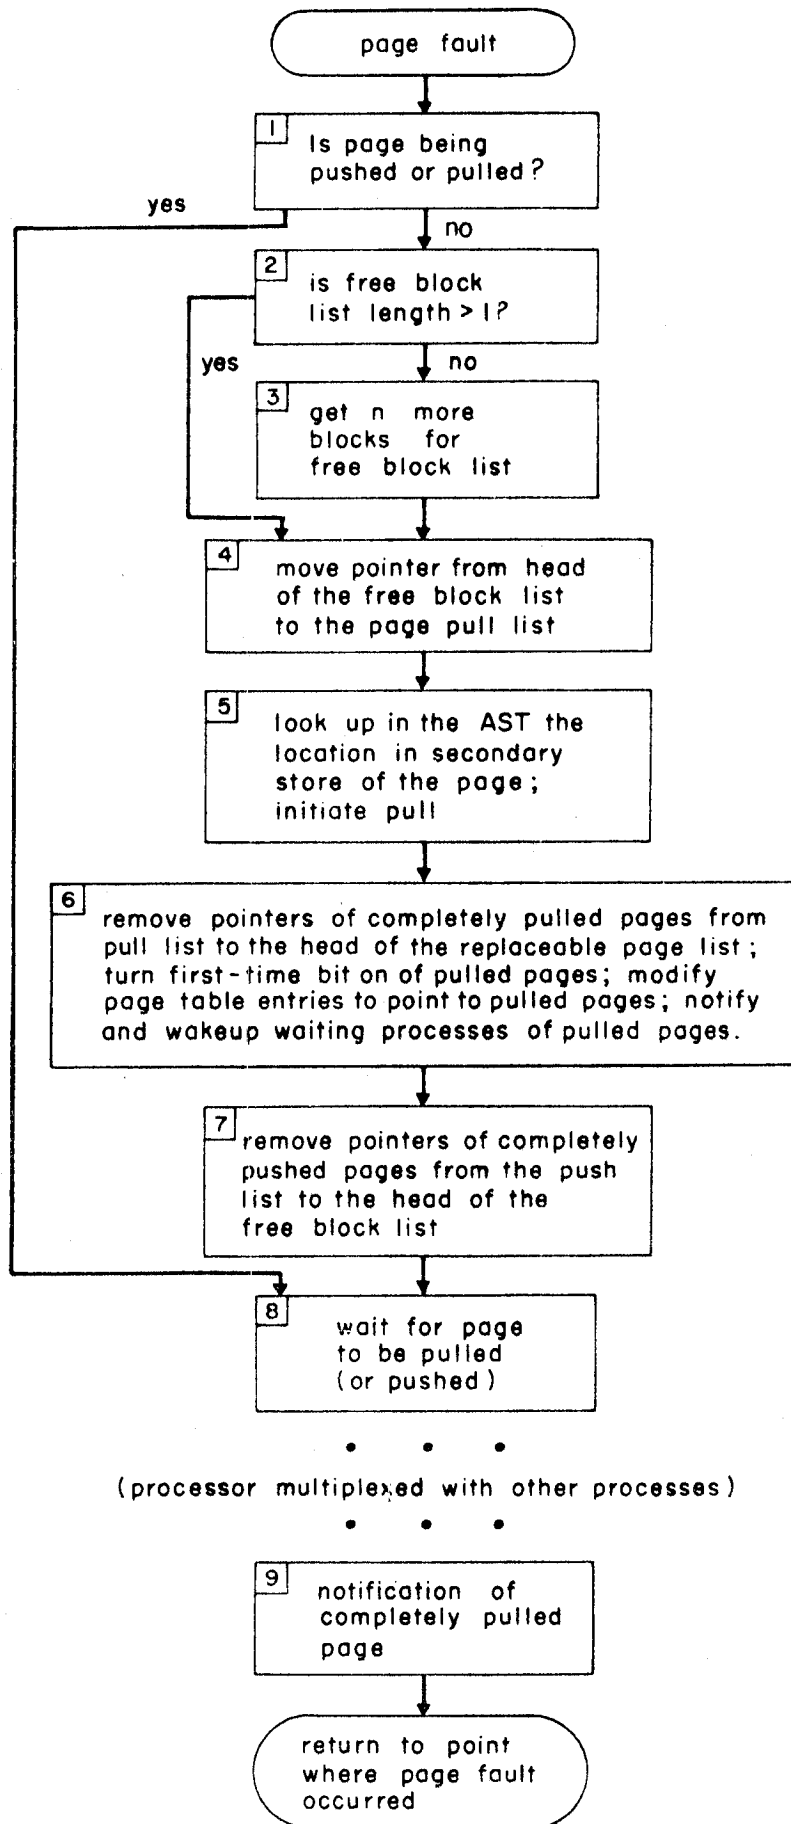 page fault
1
Is page being
pushed or pulled?
yes
no
2
is free block
list length > 1?
yes
no
3
get n more
blocks for
free block list
4
move pointer from head
of the free block list
to the page pull list
5
look up in the AST the
location in secondary
store of the page;
initiate pull
6
remove pointers of completely pulled pages from
pull list to the head of the replaceable page list;
turn first-time bit on of pulled pages; modify
page table entries to point to pulled pages; notify
and wakeup waiting processes of pulled pages.
7
remove pointers of completely
pushed pages from the push
list to the head of the
free block list
8
wait for page
to be pulled
(or pushed)
• • •
(processor multiplexed with other processes)
• • •
9
notification of
completely pulled
page
return to point
where page fault
occurred